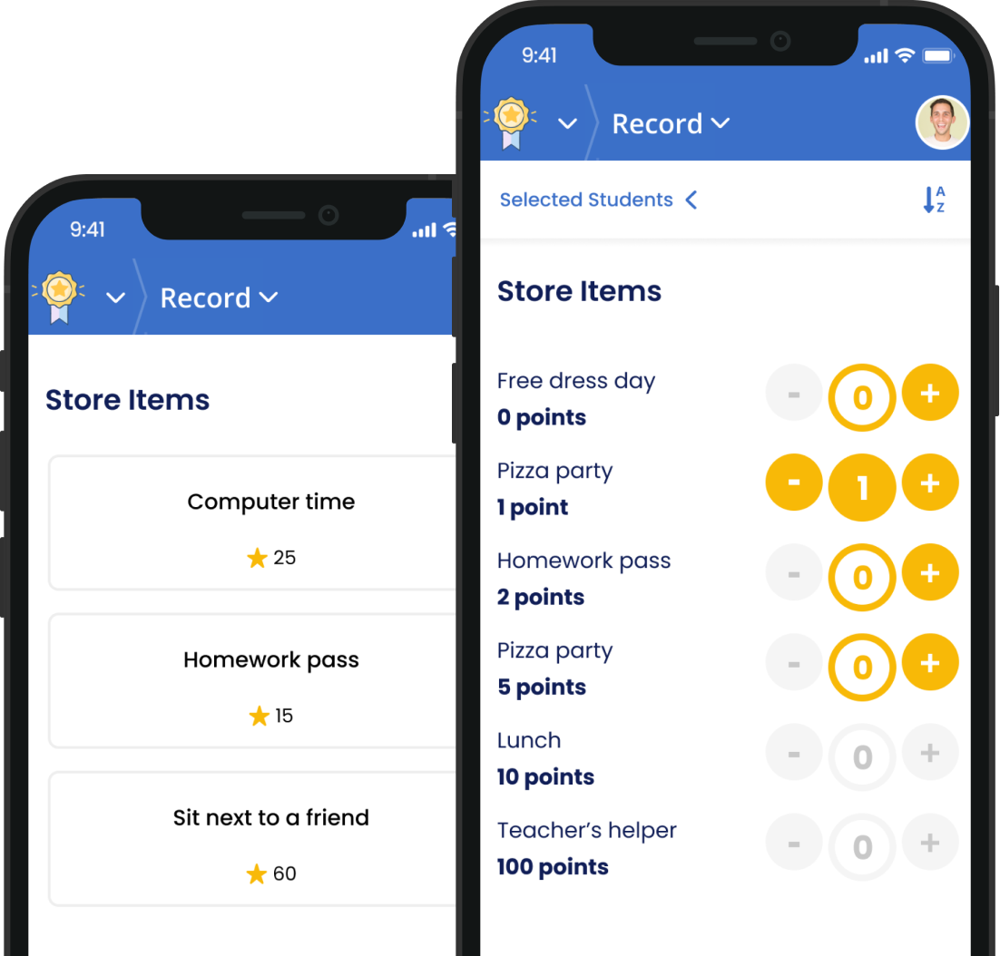 9:41
Record
Store Items
Computer time
25
Homework pass
15
Sit next to a friend
60
9:41
Record
Selected Students
A
Z
Store Items
Free dress day
0 points
- 0 +
Pizza party
1 point
- 1 +
Homework pass
2 points
- 0 +
Pizza party
5 points
- 0 +
Lunch
10 points
- 0 +
Teacher’s helper
100 points
- 0 +